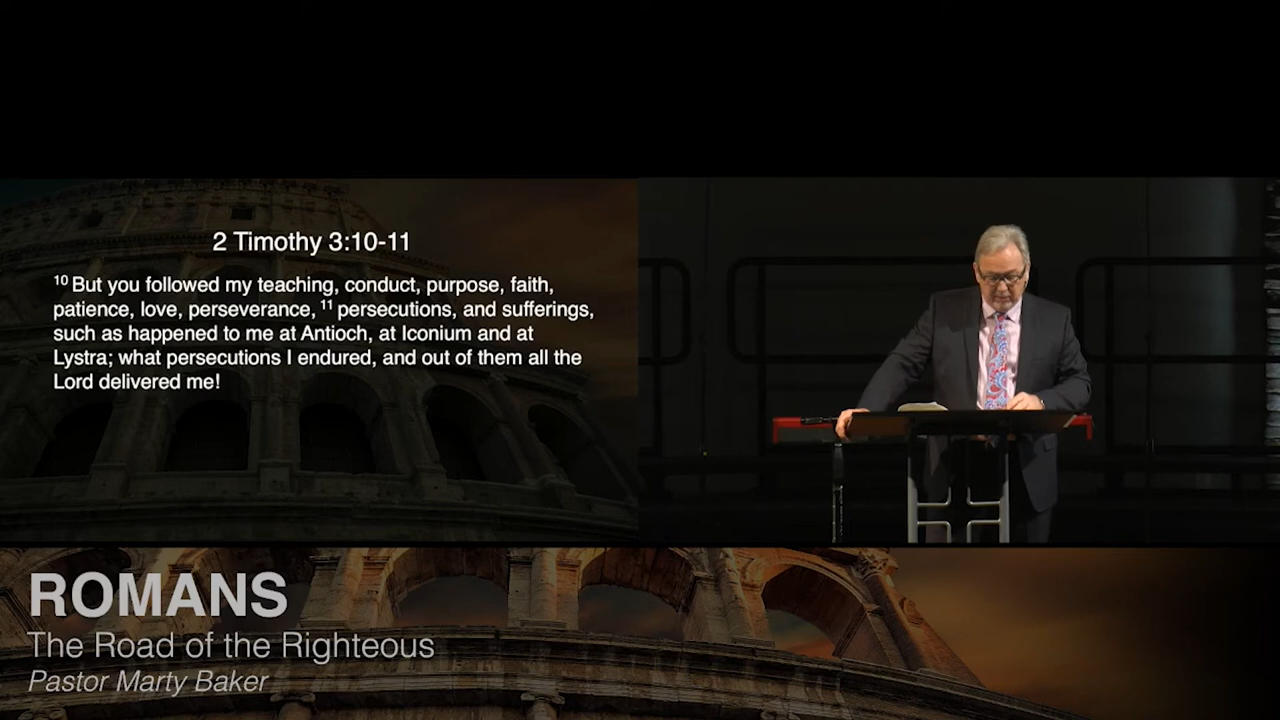 2 Timothy 3:10-11
10 But you followed my teaching, conduct, purpose, faith,
patience, love, perseverance, 11 persecutions, and sufferings,
such as happened to me at Antioch, at Iconium and at
Lystra; what persecutions I endured, and out of them all the
Lord delivered me!
ROMANS
The Road of the Righteous
Pastor Marty Baker